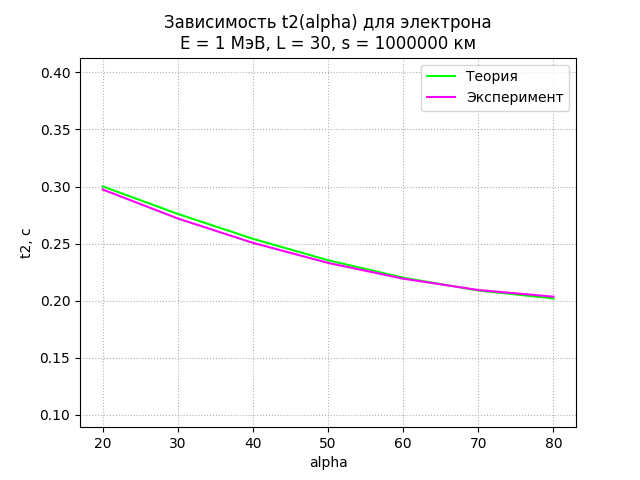 Зависимость t2(alpha) для электрона
E = 1 МэВ, L = 30, s = 1000000 км
0.40
0.35
0.30
0.25
0.20
0.15
0.10
t2, с
Теория
Эксперимент
20 30 40 50 60 70 80
alpha